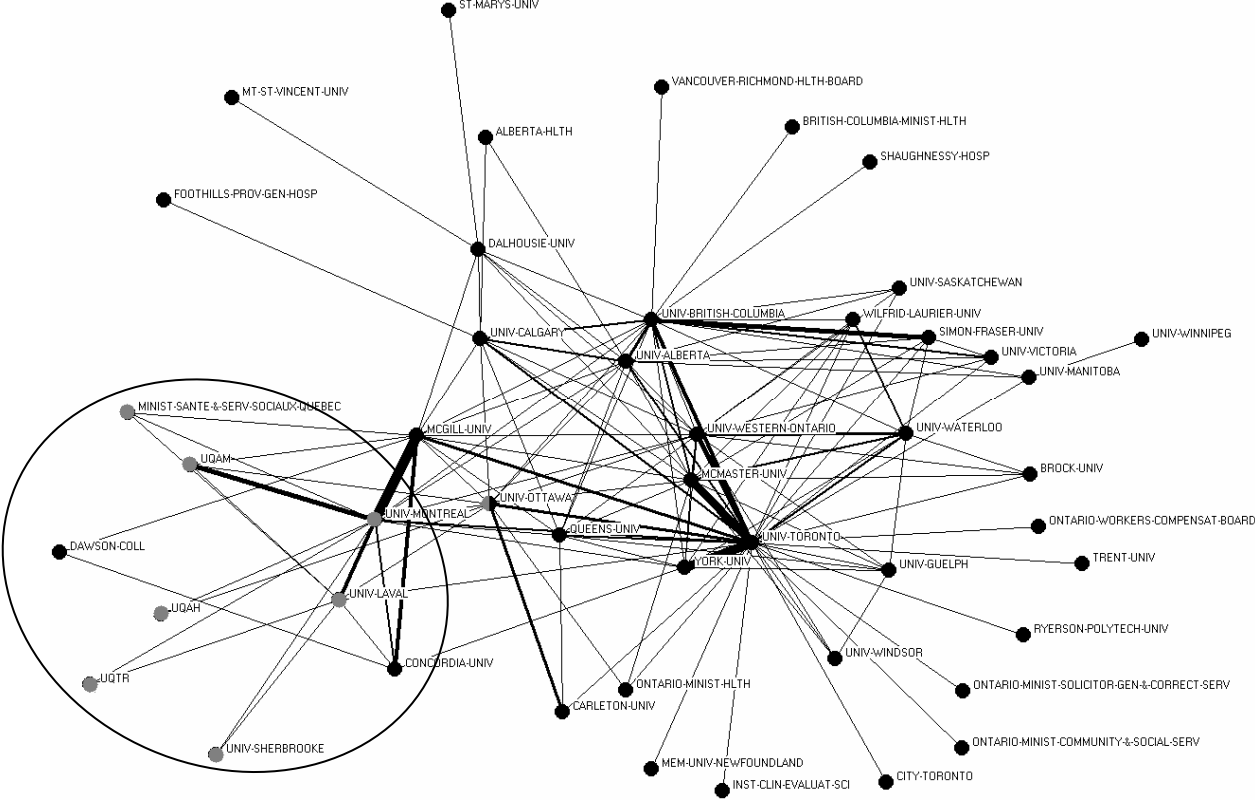 ST-MARYS-UNIV
VANCOUVER-RICHMOND-HLTH-BOARD
MT-ST-VINCENT-UNIV
BRITISH-COLUMBIA-MINIST-HLTH
ALBERTA-HLTH
SHAUGHNESSY-HOSP
FOOTHILLS-PROV-GEN-HOSP
DALHOUSIE-UNIV
UNIV-SASKATCHEWAN
UNIV-BRITISH-COLUMBIA
WILFRID-LAURIER-UNIV
UNIV-CALGARY
SIMON-FRASER-UNIV
UNIV-WINNIPEG
UNIV-ALBERTA
UNIV-VICTORIA
UNIV-MANITOBA
MINIST-SANTE-&-SERV-SOCIAUX-QUEBEC
MCGILL-UNIV
UNIV-WESTERN-ONTARIO
UNIV-WATERLOO
UQAM
MCMASTER-UNIV
BROCK-UNIV
UNIV-OTTAWA
UNIV-MONTREAL
ONTARIO-WORKERS-COMPENSAT-BOARD
QUEENS-UNIV
UNIV-TORONTO
DAWSON-COLL
TRENT-UNIV
YORK-UNIV
UNIV-GUELPH
UNIV-LAVAL
UQAH
RYERSON-POLYTECH-UNIV
UNIV-WINDSOR
CONCORDIA-UNIV
UQTR
ONTARIO-MINIST-HLTH
ONTARIO-MINIST-SOLICITOR-GEN-&-CORRECT-SERV
CARLETON-UNIV
UNIV-SHERBROOKE
ONTARIO-MINIST-COMMUNITY-&-SOCIAL-SERV
MEM-UNIV-NEWFOUNDLAND
CITY-TORONTO
INST-CLIN-EVALUAT-SCI